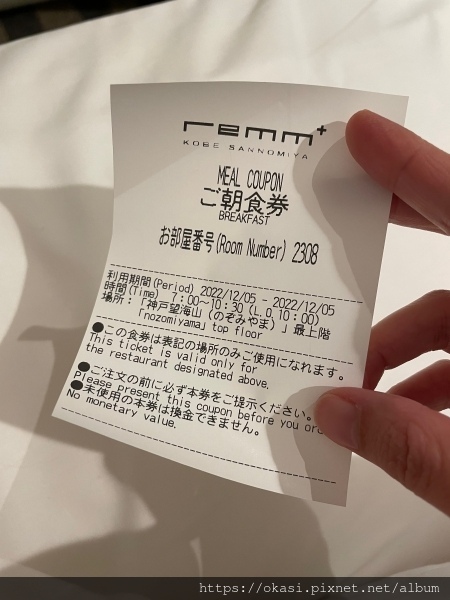 remm+
KOBE SANNOMIYA
MEAL COUPON
ご朝食券
BREAKFAST
お部屋番号(Room Number) 2308
利用期間(Period) 2022/12/05 - 2022/12/05
時間(Time) 7:00～10:30 (L.O.10:00)
場所：「神戸望海山（のぞみやま）」最上階
「nozomiyama」top floor
●この食券は表記の場所のみご使用になれます。
This ticket is valid only for
the restaurant designated above.
●ご注文の前に必ず本券をご提示ください。
Please present this coupon before you
●未使用の本券は換金できません。
No monetary value.
https://okasi.pixnet.net/album